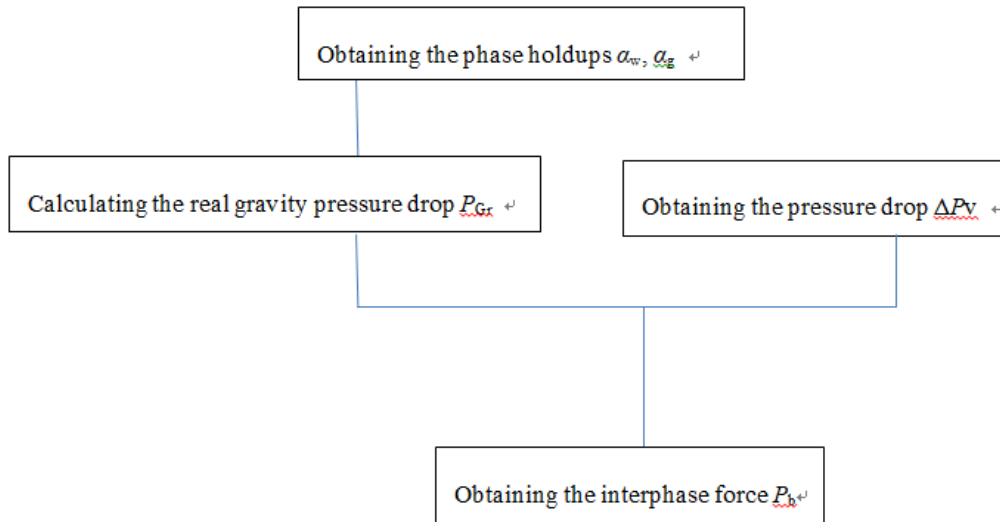 Obtaining the phase holdups αw, αg ↵
Calculating the real gravity pressure drop PGr ↵
Obtaining the pressure drop ΔPv ↵
Obtaining the interphase force Pb↵